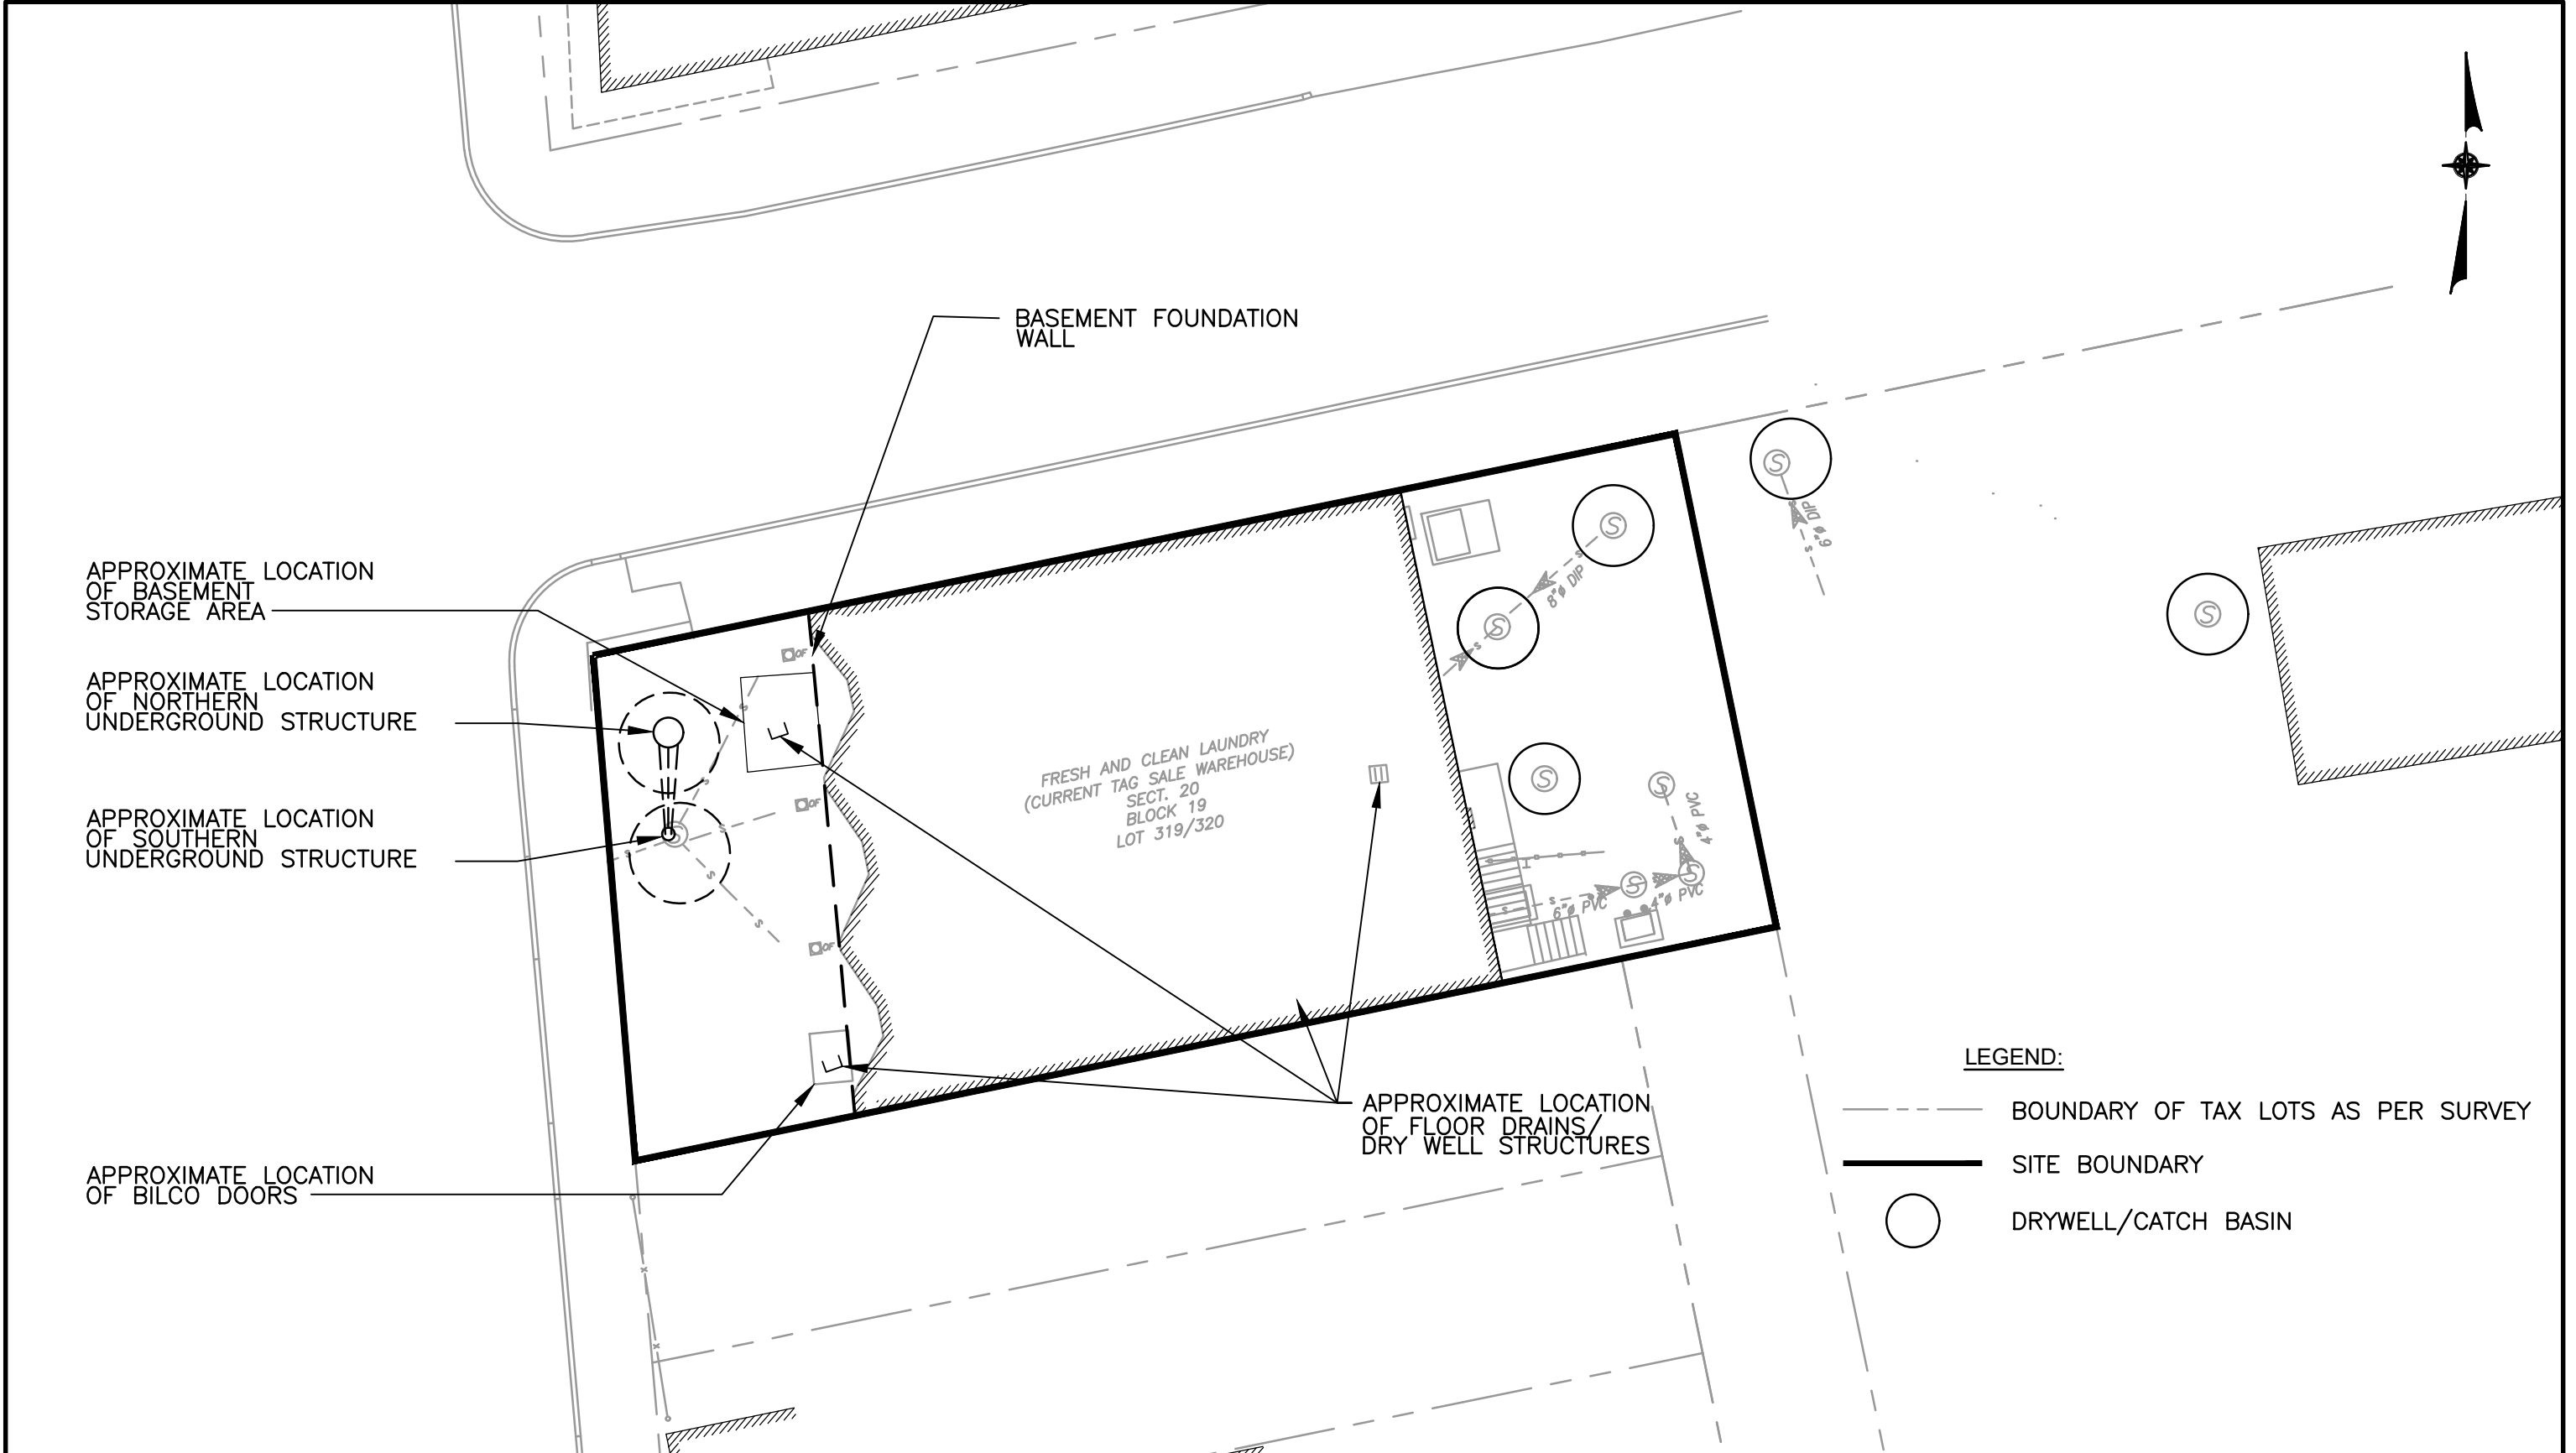 BASEMENT FOUNDATION
WALL
APPROXIMATE LOCATION
OF BASEMENT
STORAGE AREA
APPROXIMATE LOCATION
OF NORTHERN
UNDERGROUND STRUCTURE
APPROXIMATE LOCATION
OF SOUTHERN
UNDERGROUND STRUCTURE
APPROXIMATE LOCATION
OF BILCO DOORS
OF
OF
OF
FRESH AND CLEAN LAUNDRY
(CURRENT TAG SALE WAREHOUSE)
SECT. 20
BLOCK 19
LOT 319/320
8"ø DIP
6"ø DIP
4"ø PVC
6"ø PVC
4"ø PVC
APPROXIMATE LOCATION
OF FLOOR DRAINS/
DRY WELL STRUCTURES
LEGEND:
BOUNDARY OF TAX LOTS AS PER SURVEY
SITE BOUNDARY
DRYWELL/CATCH BASIN